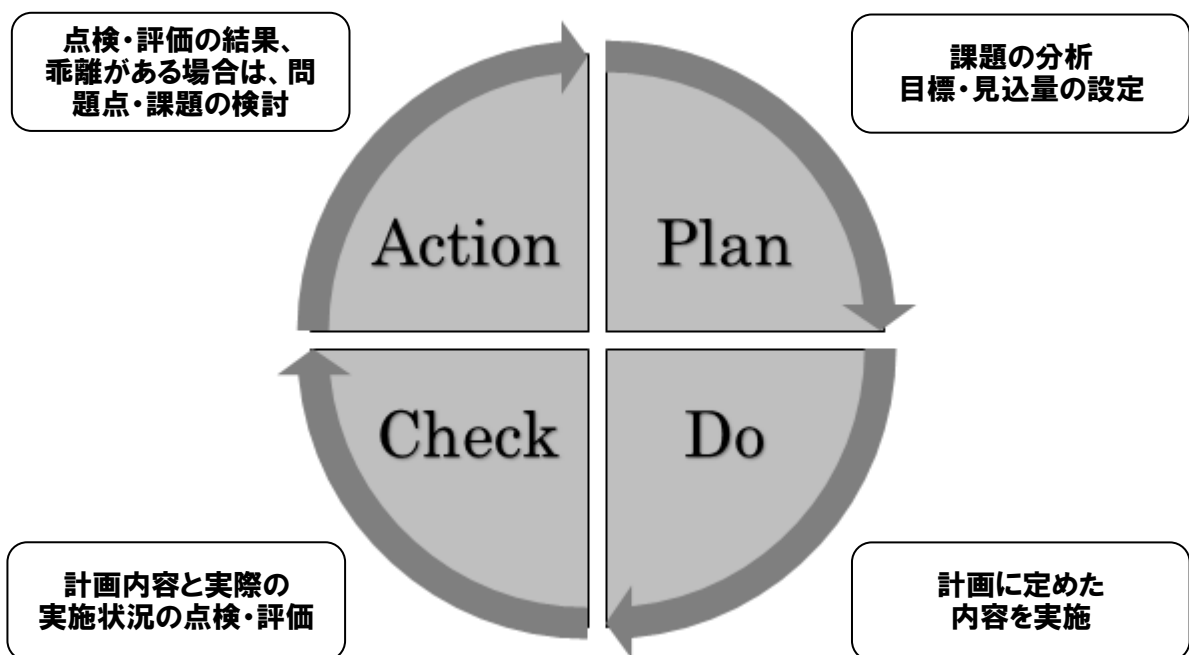 点検・評価の結果、
乖離がある場合は、問
題点・課題の検討
課題の分析
目標・見込量の設定
Action
Plan
Check
Do
計画内容と実際の
実施状況の点検・評価
計画に定めた
内容を実施